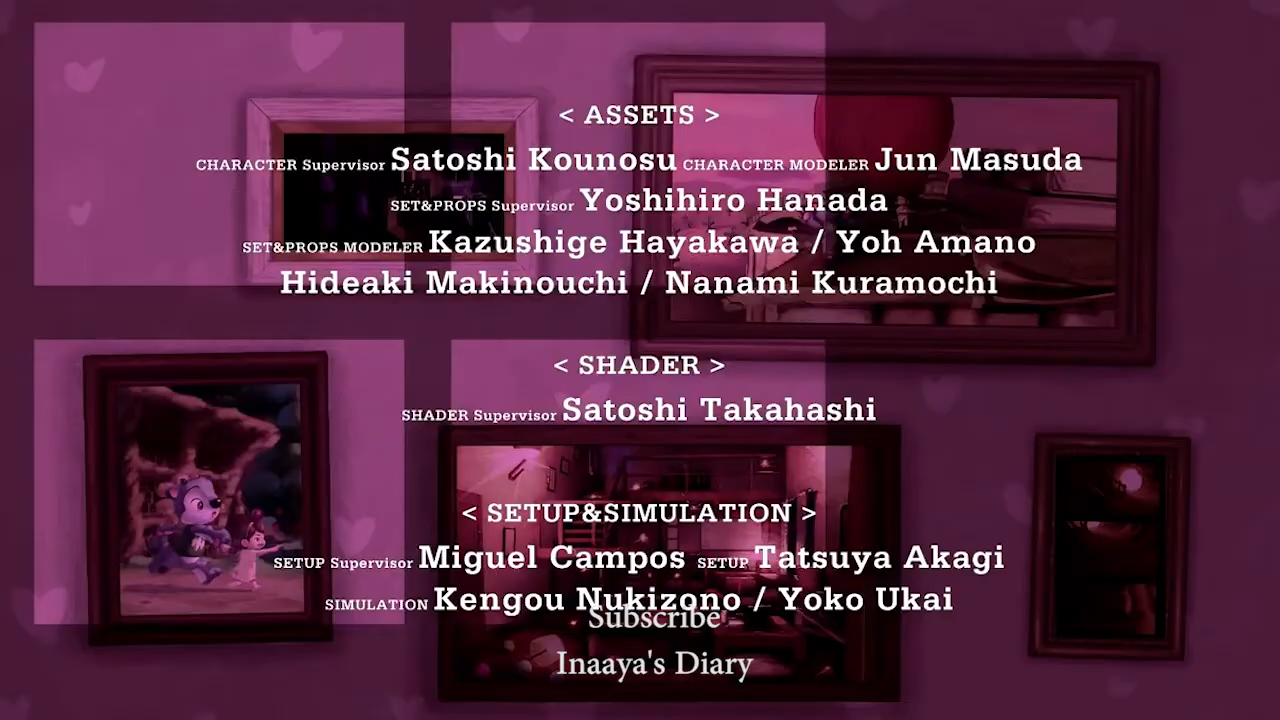 < ASSETS >
CHARACTER Supervisor Satoshi Kounosu CHARACTER MODELER Jun Masuda
SET&PROPS Supervisor Yoshihiro Hanada
SET&PROPS MODELER Kazushige Hayakawa / Yoh Amano
Hideaki Makinouchi / Nanami Kuramochi
< SHADER >
SHADER Supervisor Satoshi Takahashi
< SETUP&SIMULATION >
SETUP Supervisor Miguel Campos SETUP Tatsuya Akagi
SIMULATION Kengou Nukizono / Yoko Ukai
Subscribe
Inaaya's Diary